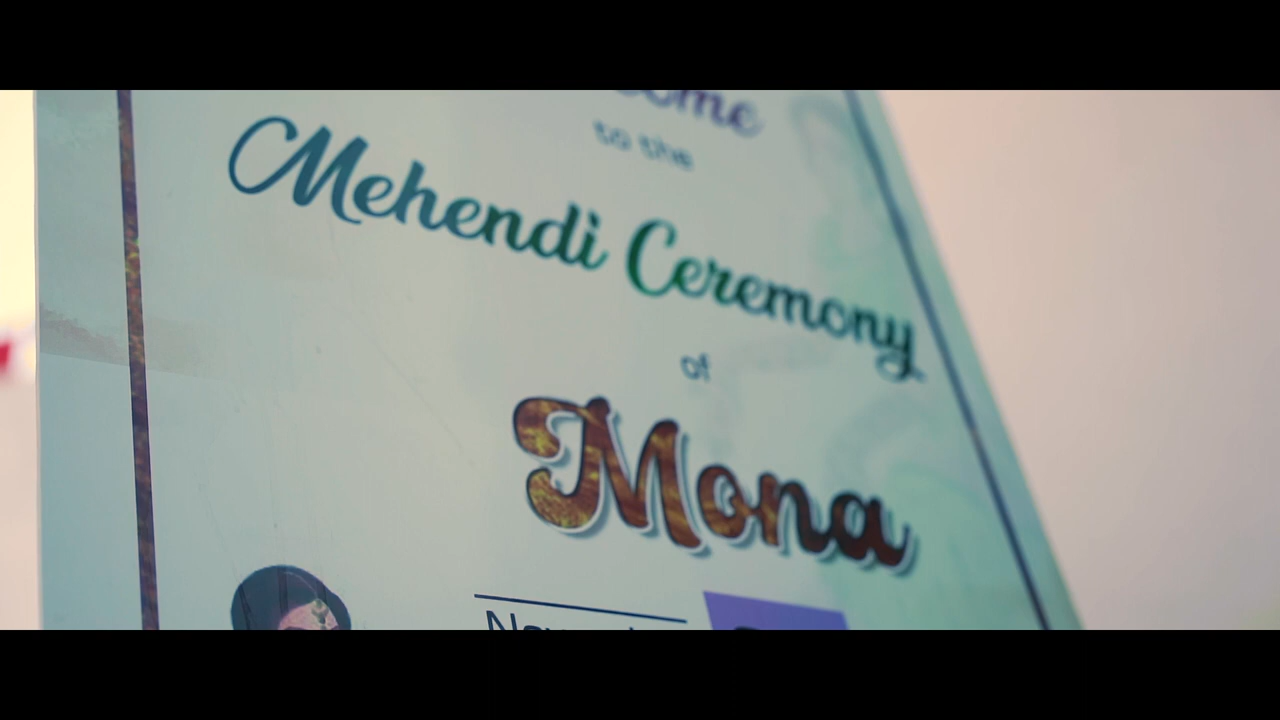 to the
Mehendi Ceremony
of
Mona